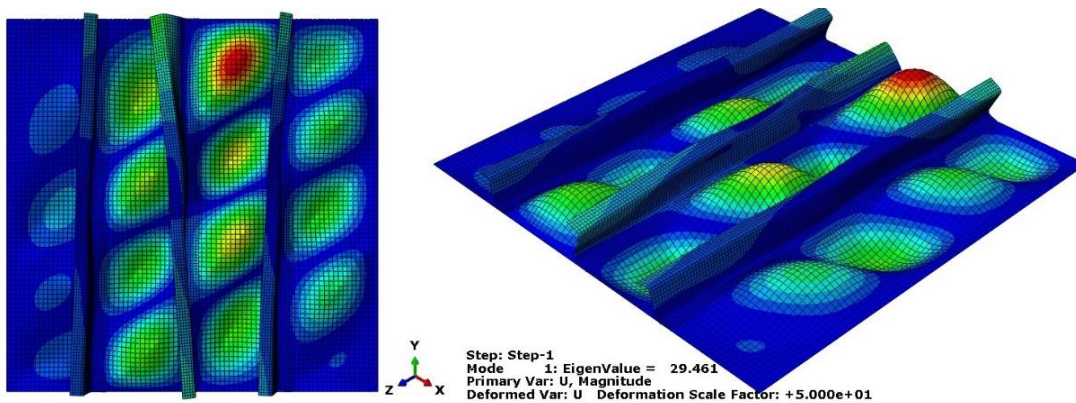 Y
Z X
Step: Step-1
Mode 1: EigenValue = 29.461
Primary Var: U, Magnitude
Deformed Var: U Deformation Scale Factor: +5.000e+01